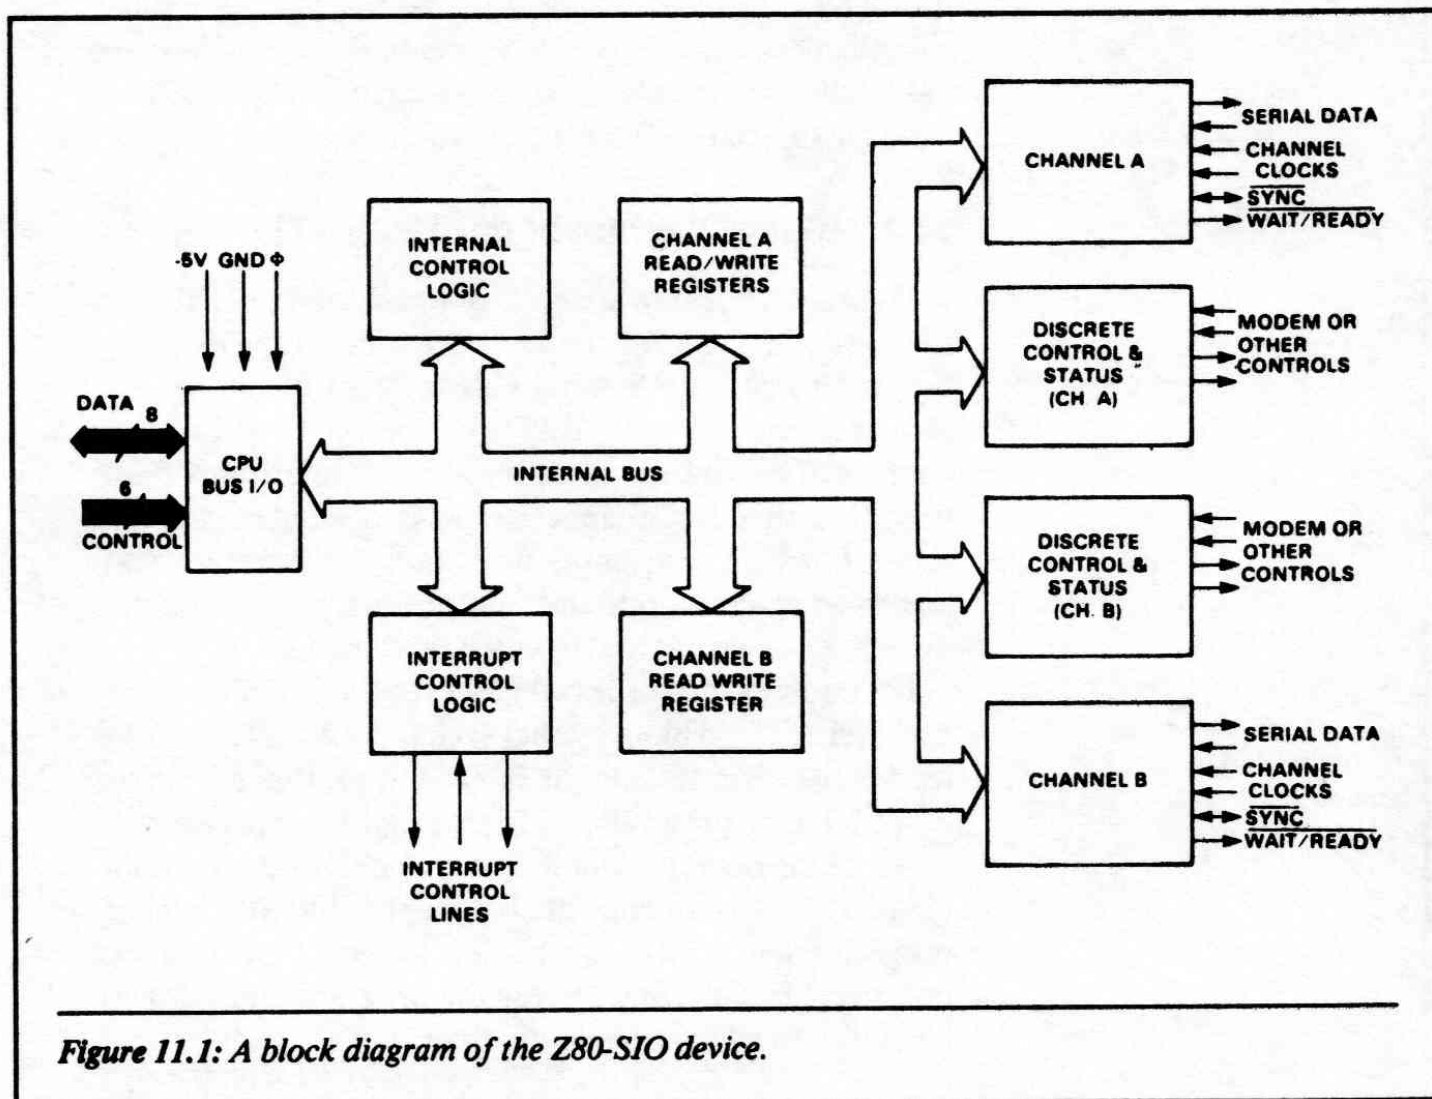 CHANNEL A
SERIAL DATA
CHANNEL
CLOCKS
SYNC
WAIT/READY
INTERNAL
CONTROL
LOGIC
CHANNEL A
READ/WRITE
REGISTERS
-5V GND Φ
DISCRETE
CONTROL &
STATUS
(CH. A)
MODEM OR
OTHER
CONTROLS
DATA
8
CPU
BUS I/O
6
CONTROL
INTERNAL BUS
DISCRETE
CONTROL &
STATUS
(CH. B)
MODEM OR
OTHER
CONTROLS
INTERRUPT
CONTROL
LOGIC
CHANNEL B
READ WRITE
REGISTER
CHANNEL B
SERIAL DATA
CHANNEL
CLOCKS
SYNC
WAIT/READY
INTERRUPT
CONTROL
LINES
Figure 11.1: A block diagram of the Z80-SIO device.